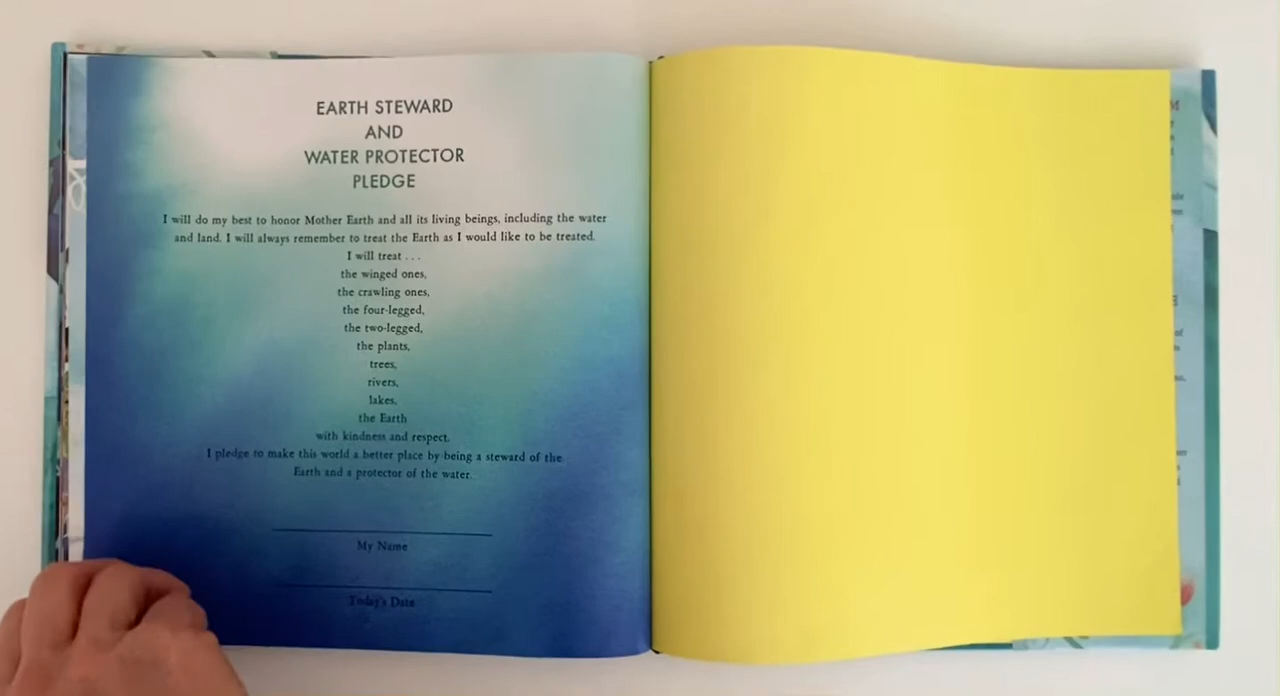 EARTH STEWARD
AND
WATER PROTECTOR
PLEDGE
I will do my best to honor Mother Earth and all its living beings, including the water
and land. I will always remember to treat the Earth as I would like to be treated.
I will treat . . .
the winged ones,
the crawling ones,
the four-legged,
the two-legged,
the plants,
trees,
rivers,
lakes,
the Earth
with kindness and respect.
I pledge to make this world a better place by being a steward of the
Earth and a protector of the water.
My Name
Today's Date